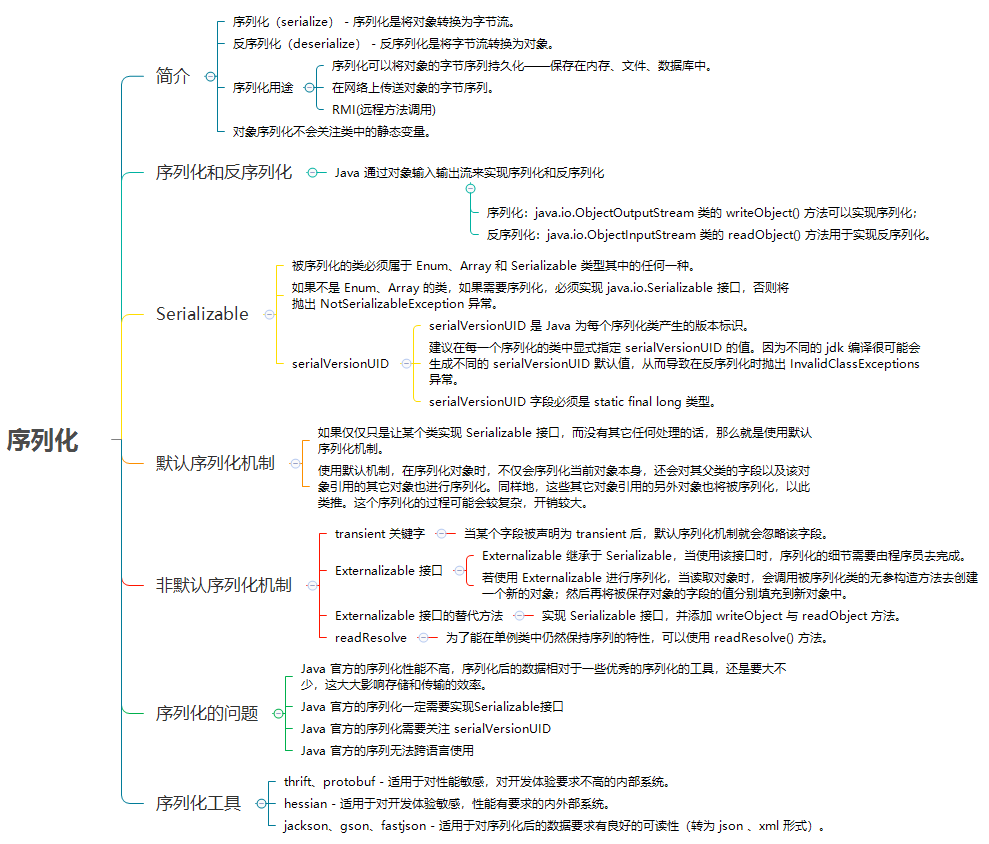 序列化
简介
序列化（serialize） - 序列化是将对象转换为字节流。
反序列化（deserialize） - 反序列化是将字节流转换为对象。
序列化用途
序列化可以将对象的字节序列持久化——保存在内存、文件、数据库中。
在网络上传送对象的字节序列。
RMI(远程方法调用)
对象序列化不会关注类中的静态变量。
序列化和反序列化
Java 通过对象输入输出流来实现序列化和反序列化
序列化：java.io.ObjectOutputStream 类的 writeObject() 方法可以实现序列化；
反序列化：java.io.ObjectInputStream 类的 readObject() 方法用于实现反序列化。
Serializable
被序列化的类必须属于 Enum、Array 和 Serializable 类型其中的任何一种。
如果不是 Enum、Array 的类，如果需要序列化，必须实现 java.io.Serializable 接口，否则将
抛出 NotSerializableException 异常。
serialVersionUID
serialVersionUID 是 Java 为每个序列化类产生的版本标识。
建议在每一个序列化的类中显式指定 serialVersionUID 的值。因为不同的 jdk 编译很可能会
生成不同的 serialVersionUID 默认值，从而导致在反序列化时抛出 InvalidClassExceptions
异常。
serialVersionUID 字段必须是 static final long 类型。
默认序列化机制
如果仅仅只是让某个类实现 Serializable 接口，而没有其它任何处理的话，那么就是使用默认
序列化机制。
使用默认机制，在序列化对象时，不仅会序列化当前对象本身，还会对其父类的字段以及该对
象引用的其它对象也进行序列化。同样地，这些其它对象引用的另外对象也将被序列化，以此
类推。这个序列化的过程可能会较复杂，开销较大。
非默认序列化机制
transient 关键字
当某个字段被声明为 transient 后，默认序列化机制就会忽略该字段。
Externalizable 接口
Externalizable 继承于 Serializable，当使用该接口时，序列化的细节需要由程序员去完成。
若使用 Externalizable 进行序列化，当读取对象时，会调用被序列化类的无参构造方法去创建
一个新的对象；然后再将被保存对象的字段的值分别填充到新对象中。
Externalizable 接口的替代方法
实现 Serializable 接口，并添加 writeObject 与 readObject 方法。
readResolve
为了能在单例类中仍然保持序列的特性，可以使用 readResolve() 方法。
序列化的问题
Java 官方的序列化性能不高，序列化后的数据相对于一些优秀的序列化的工具，还是要大不
少，这大大影响存储和传输的效率。
Java 官方的序列化一定需要实现Serializable接口
Java 官方的序列化需要关注 serialVersionUID
Java 官方的序列无法跨语言使用
序列化工具
thrift、protobuf - 适用于对性能敏感，对开发体验要求不高的内部系统。
hessian - 适用于对开发体验敏感，性能有要求的内外部系统。
jackson、gson、fastjson - 适用于对序列化后的数据要求有良好的可读性（转为 json 、xml 形式）。